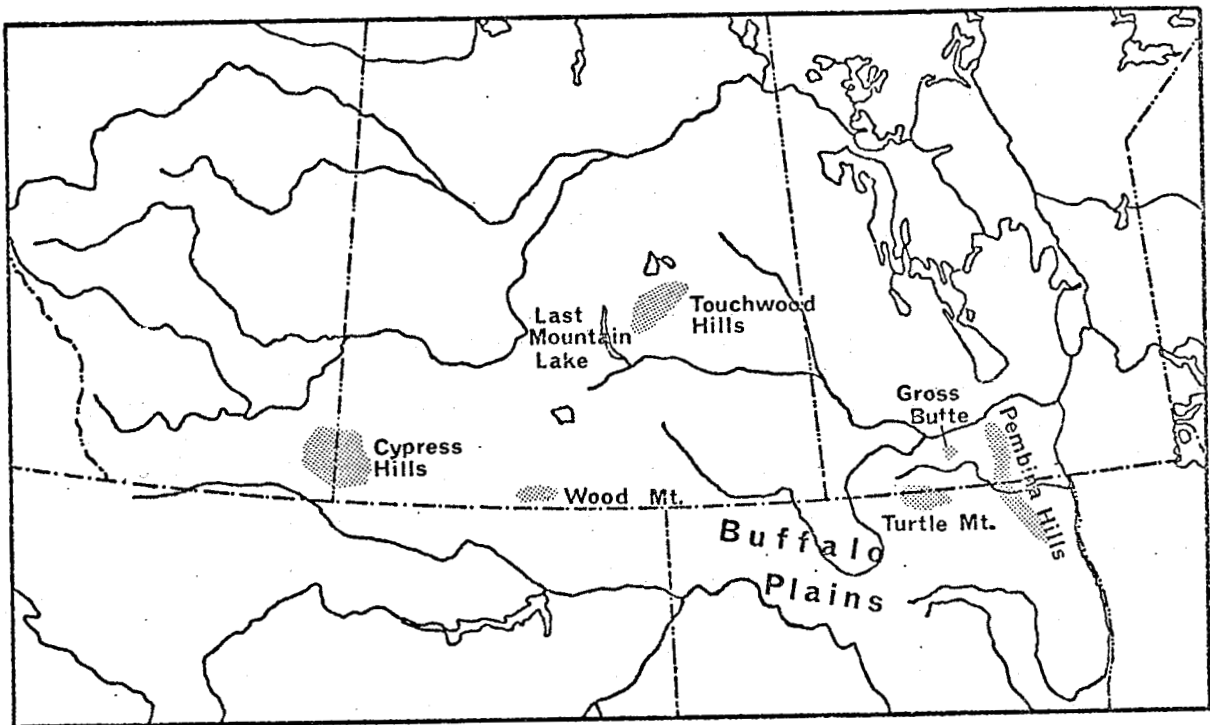 Last
Mountain
Lake
Touchwood
Hills
Gross
Butte
Pembina Hills
Cypress
Hills
Wood Mt.
Turtle Mt.
Buffalo
Plains